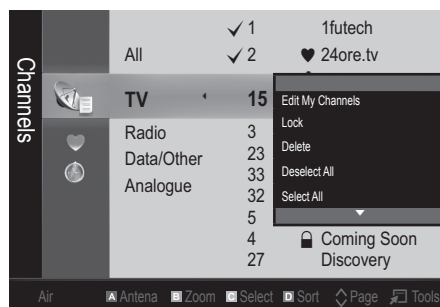 Channels
✓ 1 1futech
All ✓ 2 ♥ 24ore.tv
TV 15
Radio 3
Data/Other 23
Analogue 33
32
5
4 Coming Soon
27 Discovery
Edit My Channels
Lock
Delete
Deselect All
Select All
Air A Antena B Zoom C Select D Sort Page Tools